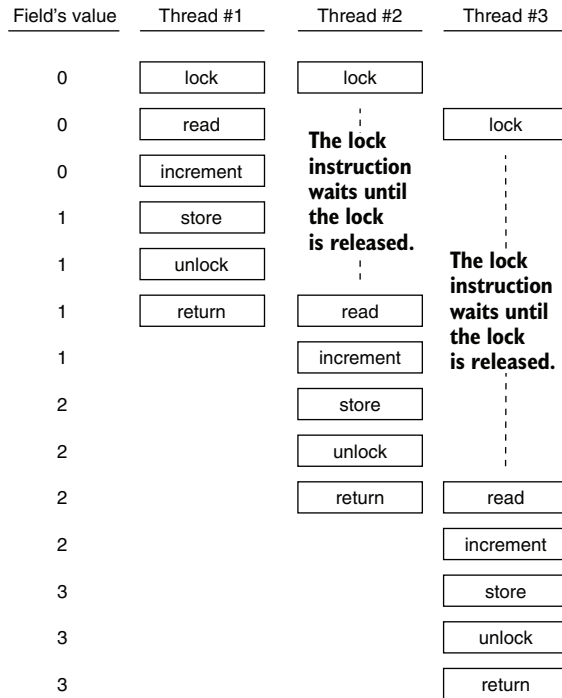 Field's value Thread #1 Thread #2 Thread #3
0 lock lock
0 read lock
The lock
instruction
waits until
the lock
is released.
0 increment
1 store
1 unlock
The lock
instruction
waits until
the lock
is released.
1 return read
1 increment
2 store
2 unlock
2 return read
2 increment
3 store
3 unlock
3 return